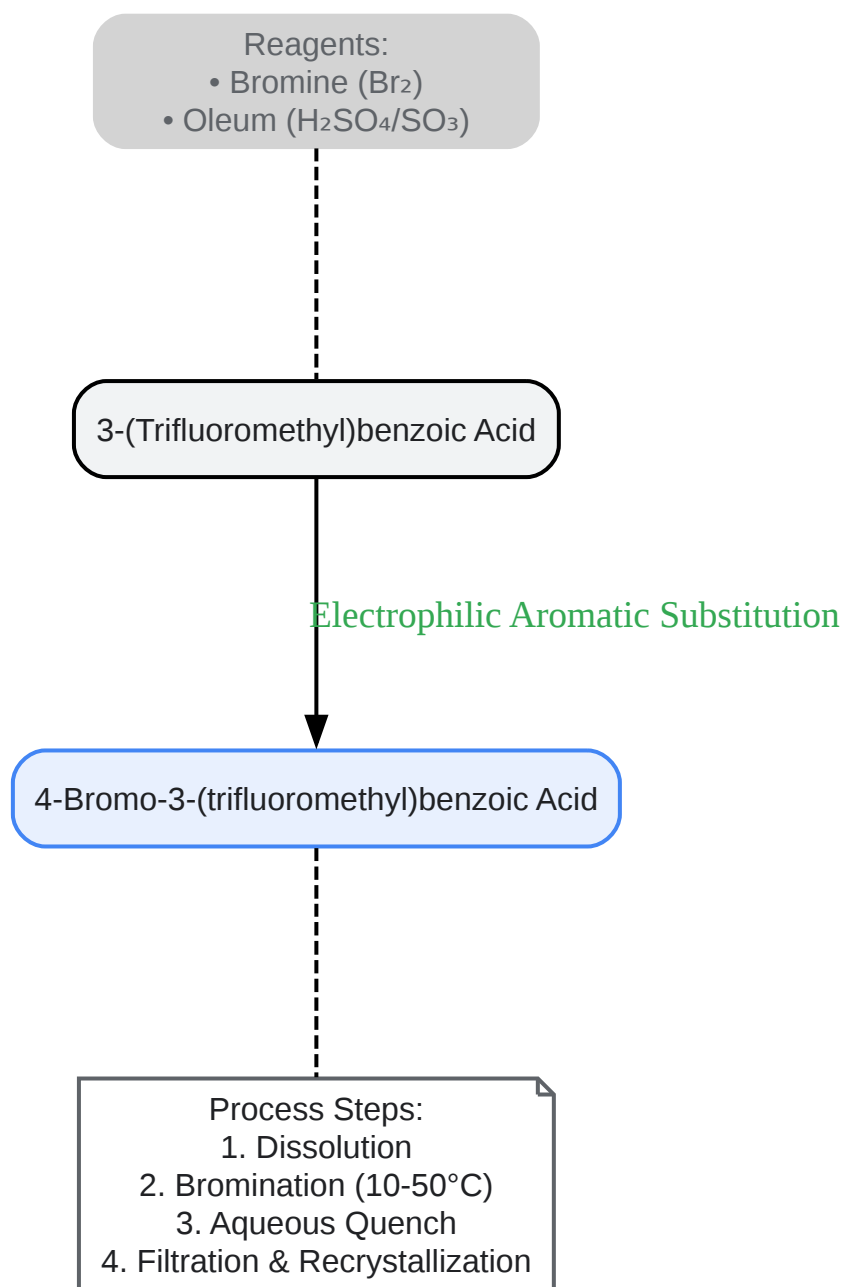 Reagents:
• Bromine (Br₂)
• Oleum (H₂SO₄/SO₃)
3-(Trifluoromethyl)benzoic Acid
Electrophilic Aromatic Substitution
4-Bromo-3-(trifluoromethyl)benzoic Acid
Process Steps:
1. Dissolution
2. Bromination (10-50°C)
3. Aqueous Quench
4. Filtration & Recrystallization